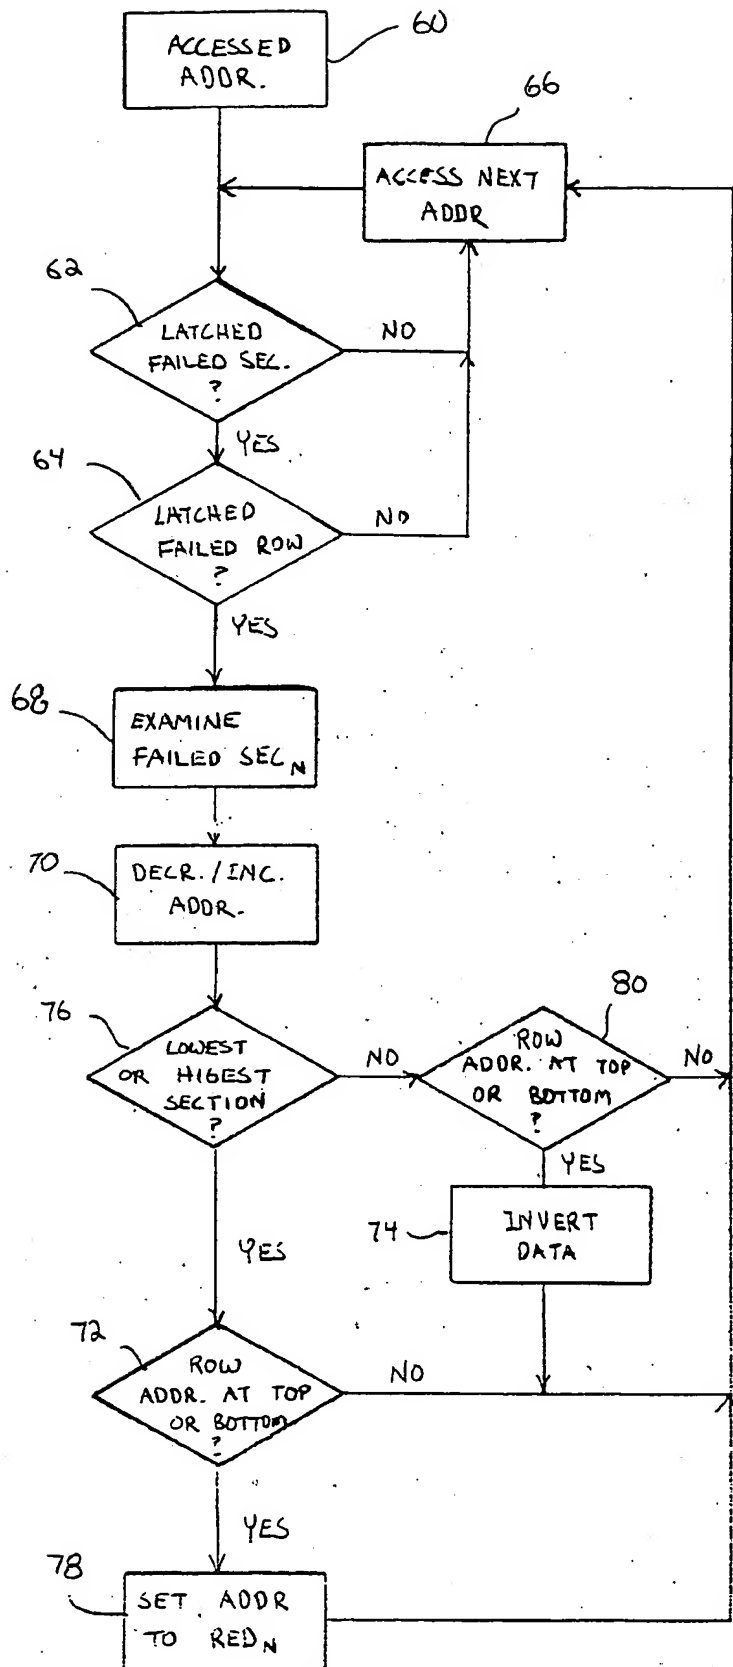 60
ACCESSED
ADDR.
66
ACCESS NEXT
ADDR
62
LATCHED
FAILED SEC.
?
NO
YES
64
LATCHED
FAILED ROW
?
NO
YES
68
EXAMINE
FAILED SEC N
70
DECR./INC.
ADDR.
76
LOWEST
OR HIGEST
SECTION
?
NO
80
ROW
ADDR. AT TOP
OR BOTTOM
?
NO
YES
74
INVERT
DATA
YES
72
ROW
ADDR. AT TOP
OR BOTTOM
?
NO
YES
78
SET ADDR
TO RED N